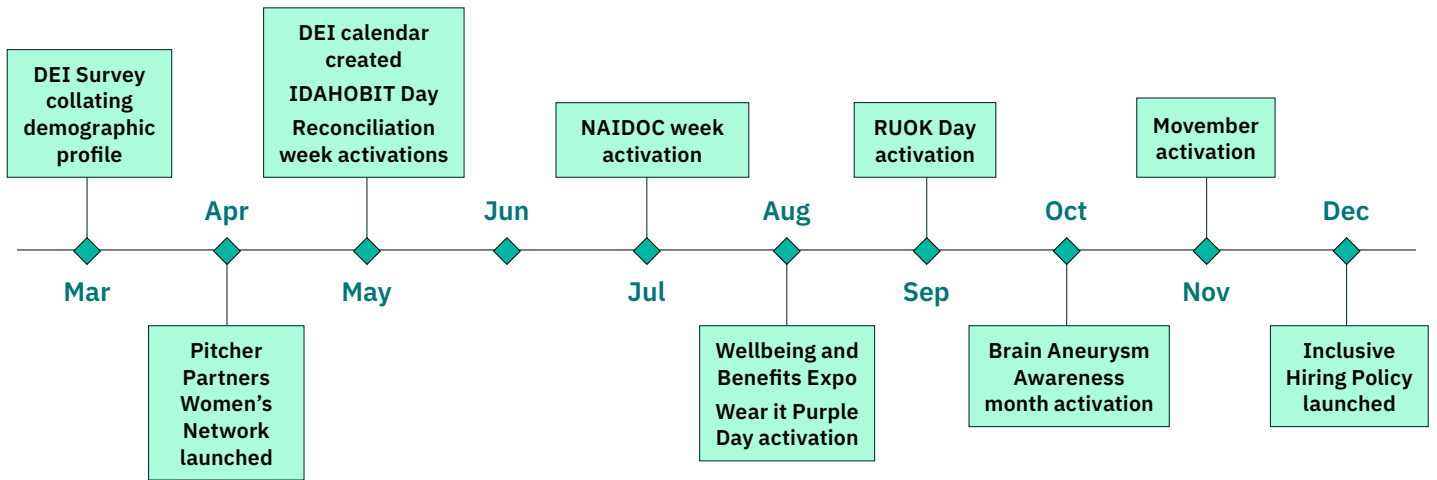 DEI Survey
collating
demographic
profile
Mar
Apr
Pitcher
Partners
Women’s
Network
launched
DEI calendar
created
IDAHOBIT Day
Reconciliation
week activations
May
Jun
NAIDOC week
activation
Jul
Aug
Wellbeing and
Benefits Expo
Wear it Purple
Day activation
RUOK Day
activation
Sep
Oct
Brain Aneurysm
Awareness
month activation
Movember
activation
Nov
Dec
Inclusive
Hiring Policy
launched